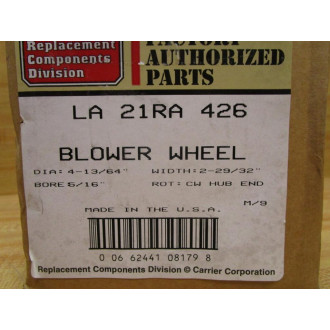 Replacement
Components
Division
FACTORY
AUTHORIZED
PARTS
LA 21RA 426
BLOWER WHEEL
DIA: 4-13/64" WIDTH: 2-29/32"
BORE 5/16" ROT: CW HUB END
M/9
MADE IN THE U.S.A.
0 06 62441 08179 8
Replacement Components Division © Carrier Corporation